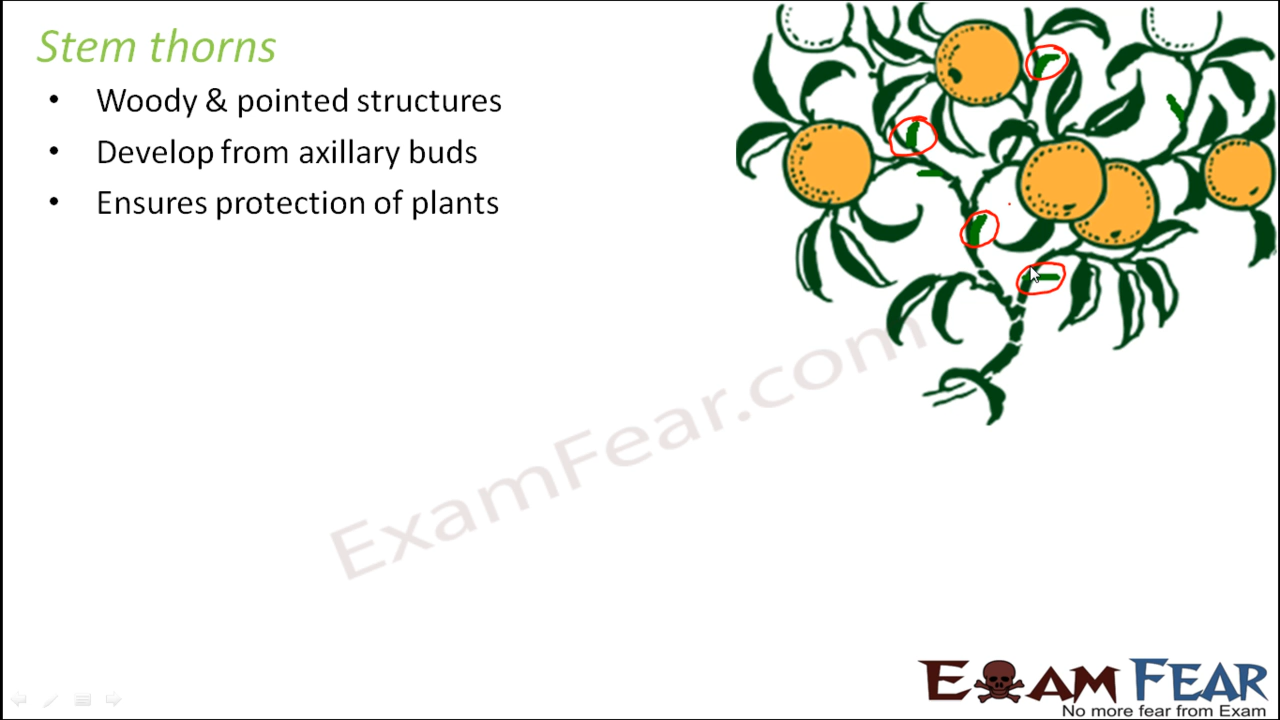 Stem thorns
• Woody & pointed structures
• Develop from axillary buds
• Ensures protection of plants
ExamFear.com
EXAM FEAR
No more fear from Exam